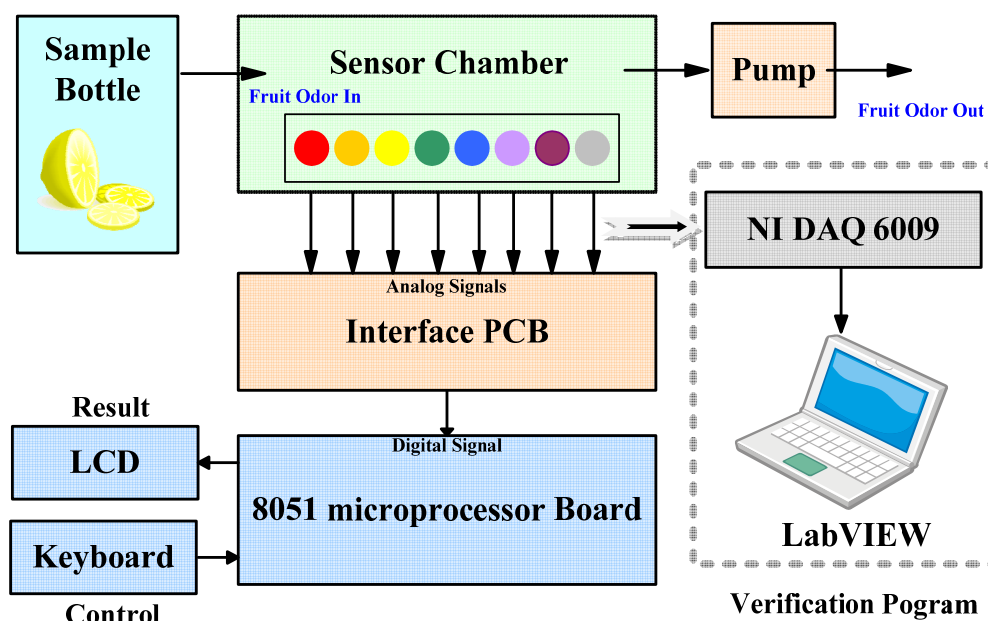 Sample
Bottle
Sensor Chamber
Fruit Odor In
Pump
Fruit Odor Out
NI DAQ 6009
Analog Signals
Interface PCB
Result
LCD
Digital Signal
8051 microprocessor Board
Keyboard
Control
LabVIEW
Verification Pogram